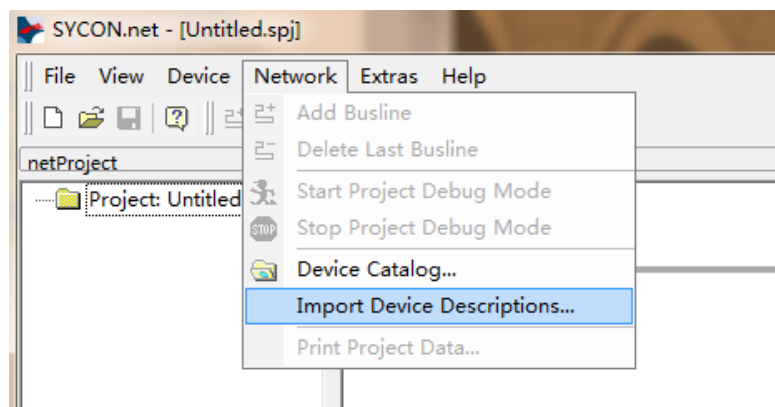 SYCON.net - [Untitled.spj]
File View Device Network Extras Help
Add Busline
netProject
Delete Last Busline
Project: Untitled
Start Project Debug Mode
STOP Stop Project Debug Mode
Device Catalog...
Import Device Descriptions...
Print Project Data...